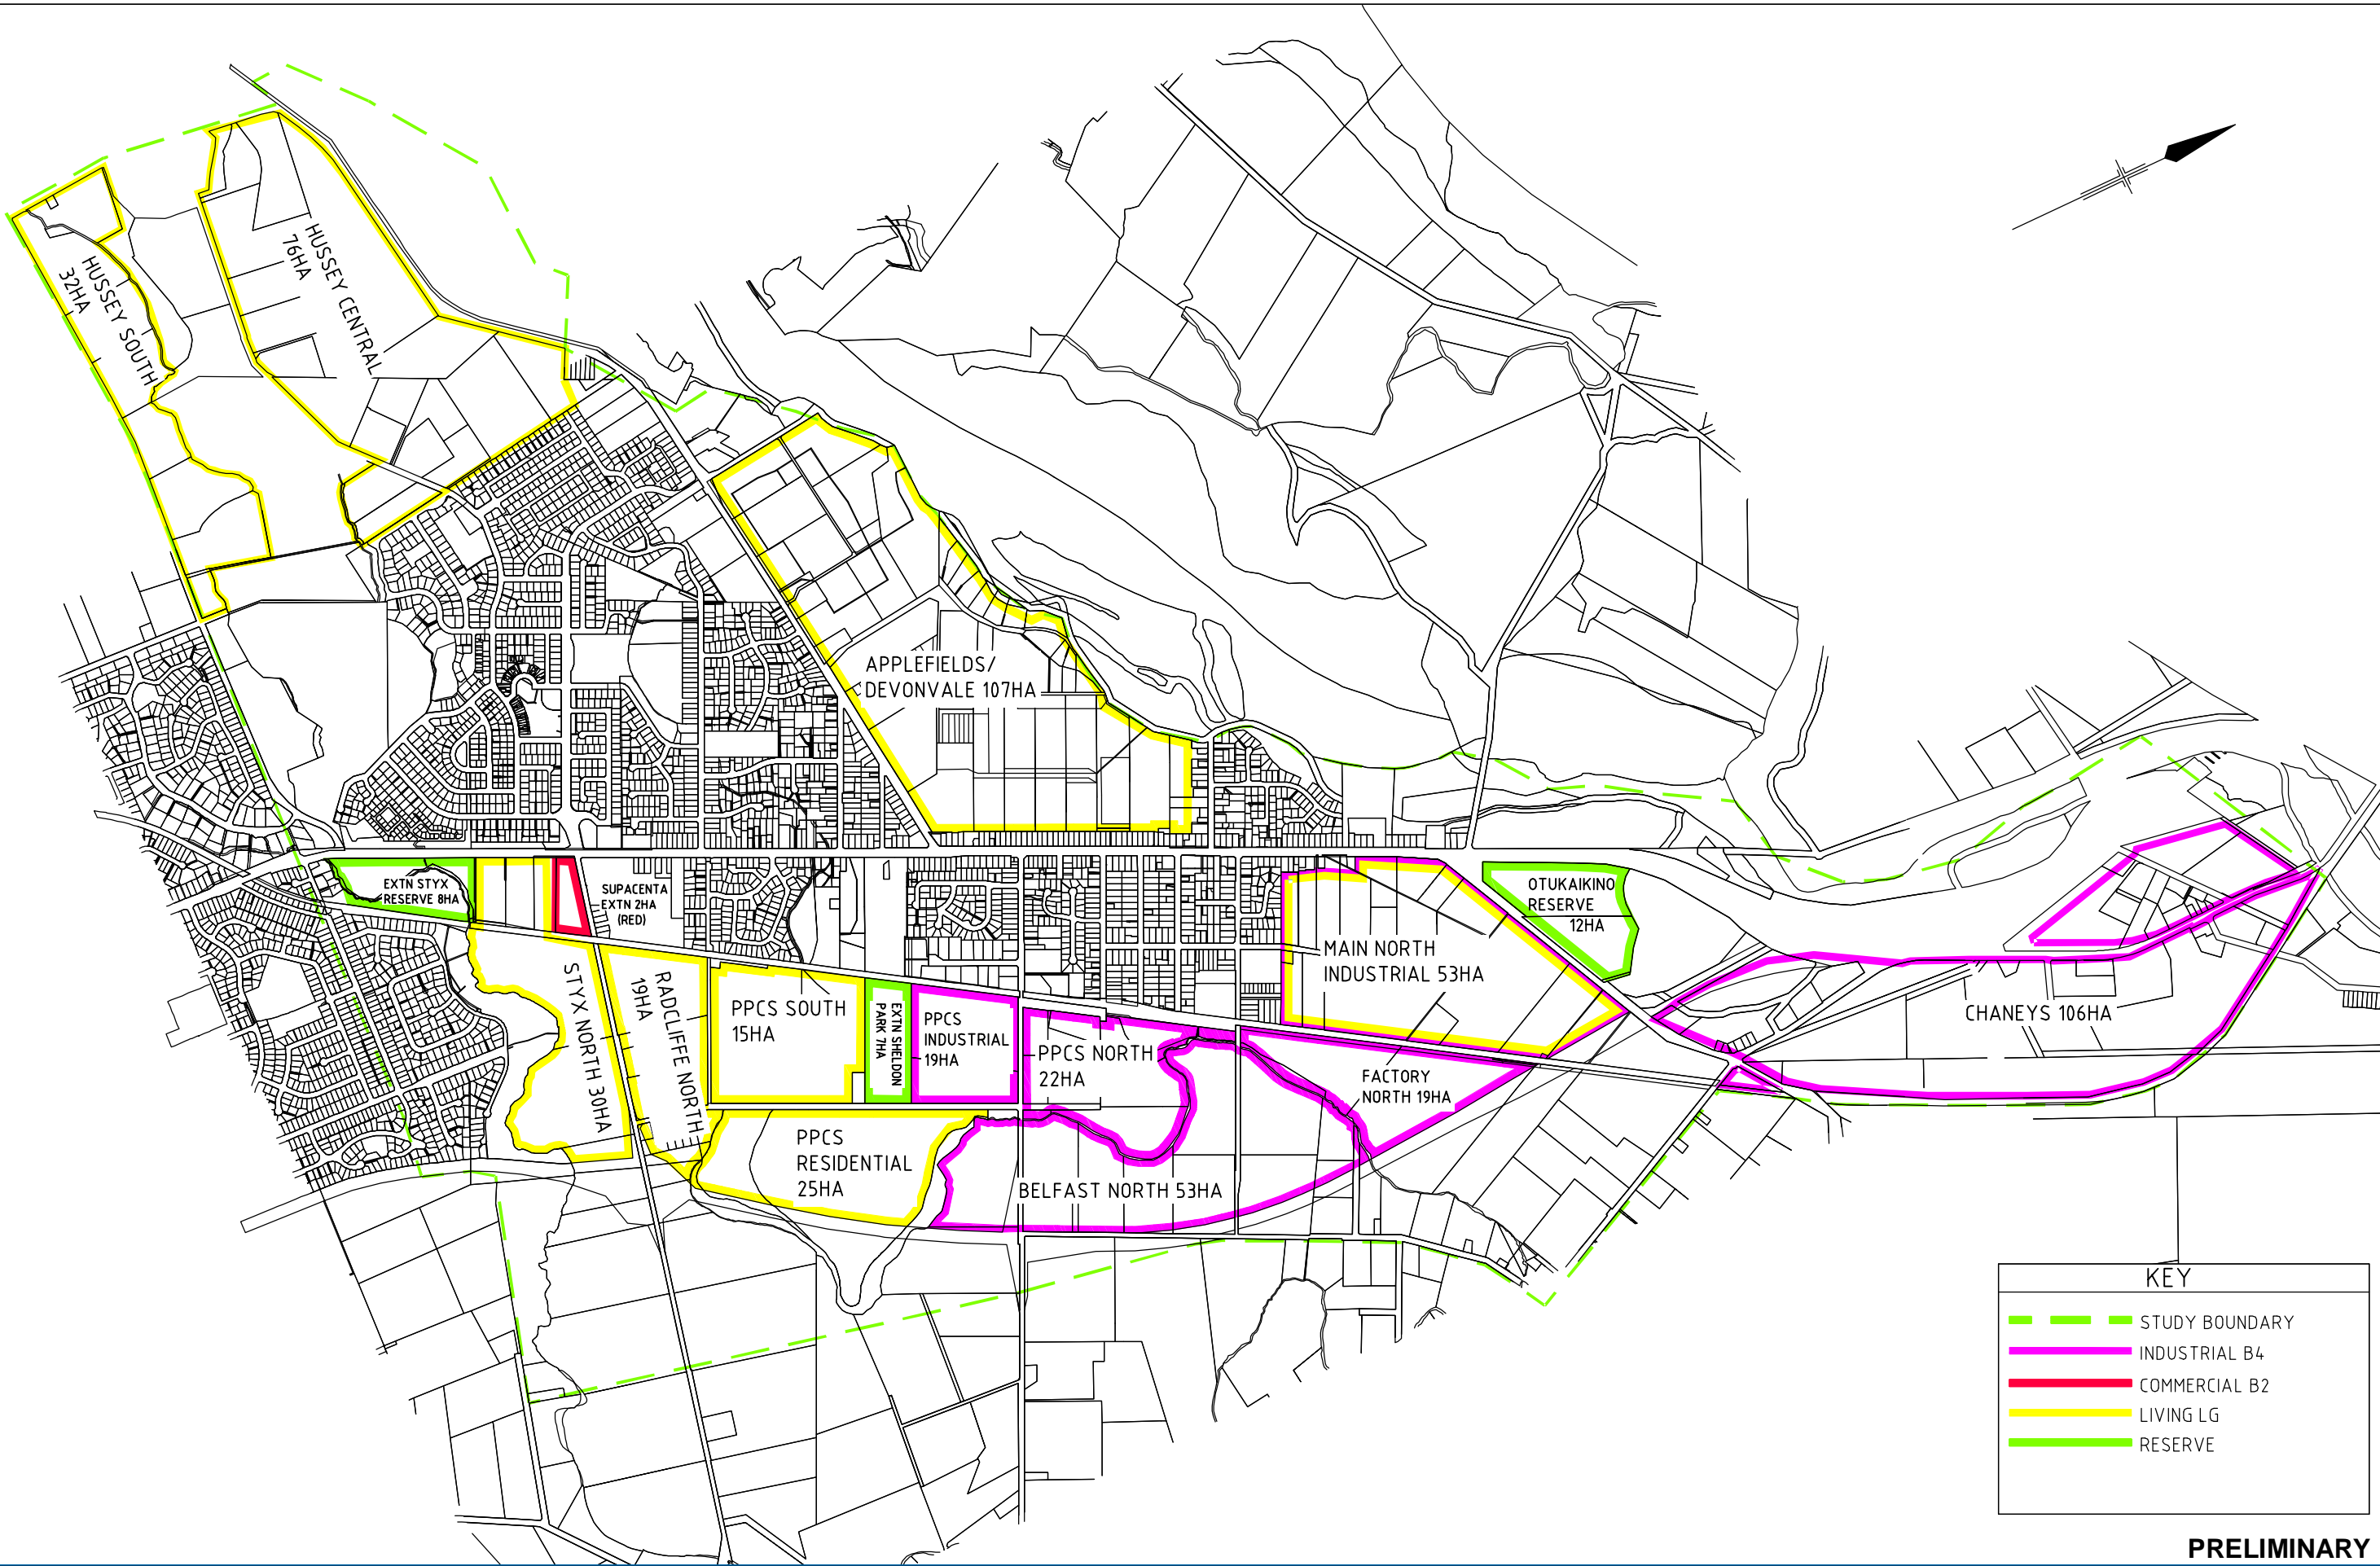 HUSSEY SOUTH
32HA
HUSSEY CENTRAL
76HA
APPLEFIELDS/
DEVONVALE 107HA
EXTN STYX
RESERVE 8HA
SUPACENTA
EXTN 2HA
(RED)
OTUKAIKINO
RESERVE
12HA
MAIN NORTH
INDUSTRIAL 53HA
STYX NORTH 30HA
RADCLIFFE NORTH
19HA
PPCS SOUTH
15HA
EXTN SHELDON
PARK 7HA
PPCS
INDUSTRIAL
19HA
PPCS NORTH
22HA
FACTORY
NORTH 19HA
CHANEYS 106HA
PPCS
RESIDENTIAL
25HA
BELFAST NORTH 53HA
KEY
STUDY BOUNDARY
INDUSTRIAL B4
COMMERCIAL B2
LIVING LG
RESERVE
PRELIMINARY